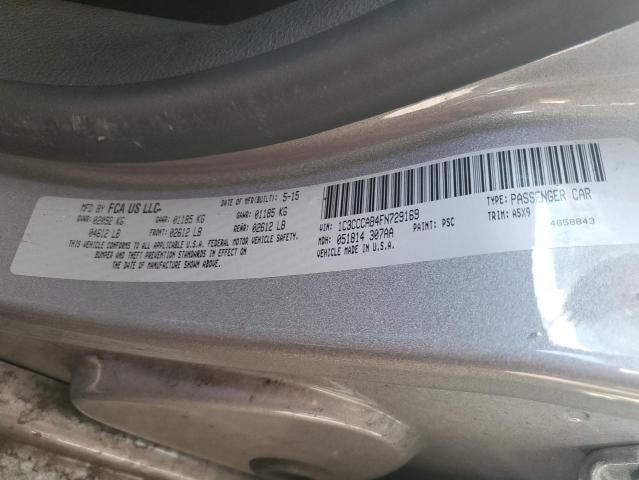 MFD BY FCA US LLC- DATE OF MFR(BUILT): 5-15
GVWR: 02092 KG GAWR: 01185 KG GAWR: 01185 KG
04612 LB FRONT: 02612 LB REAR: 02612 LB
THIS VEHICLE CONFORMS TO ALL APPLICABLE U.S.A. FEDERAL MOTOR VEHICLE SAFETY,
BUMPER AND THEFT PREVENTION STANDARDS IN EFFECT ON
THE DATE OF MANUFACTURE SHOWN ABOVE.
VIN: 1C3CCCAB4FN729169 TYPE: PASSENGER CAR
MDH: 051814 307AA PAINT: PSC TRIM: A5X9
VEHICLE MADE IN U.S.A. 4658843